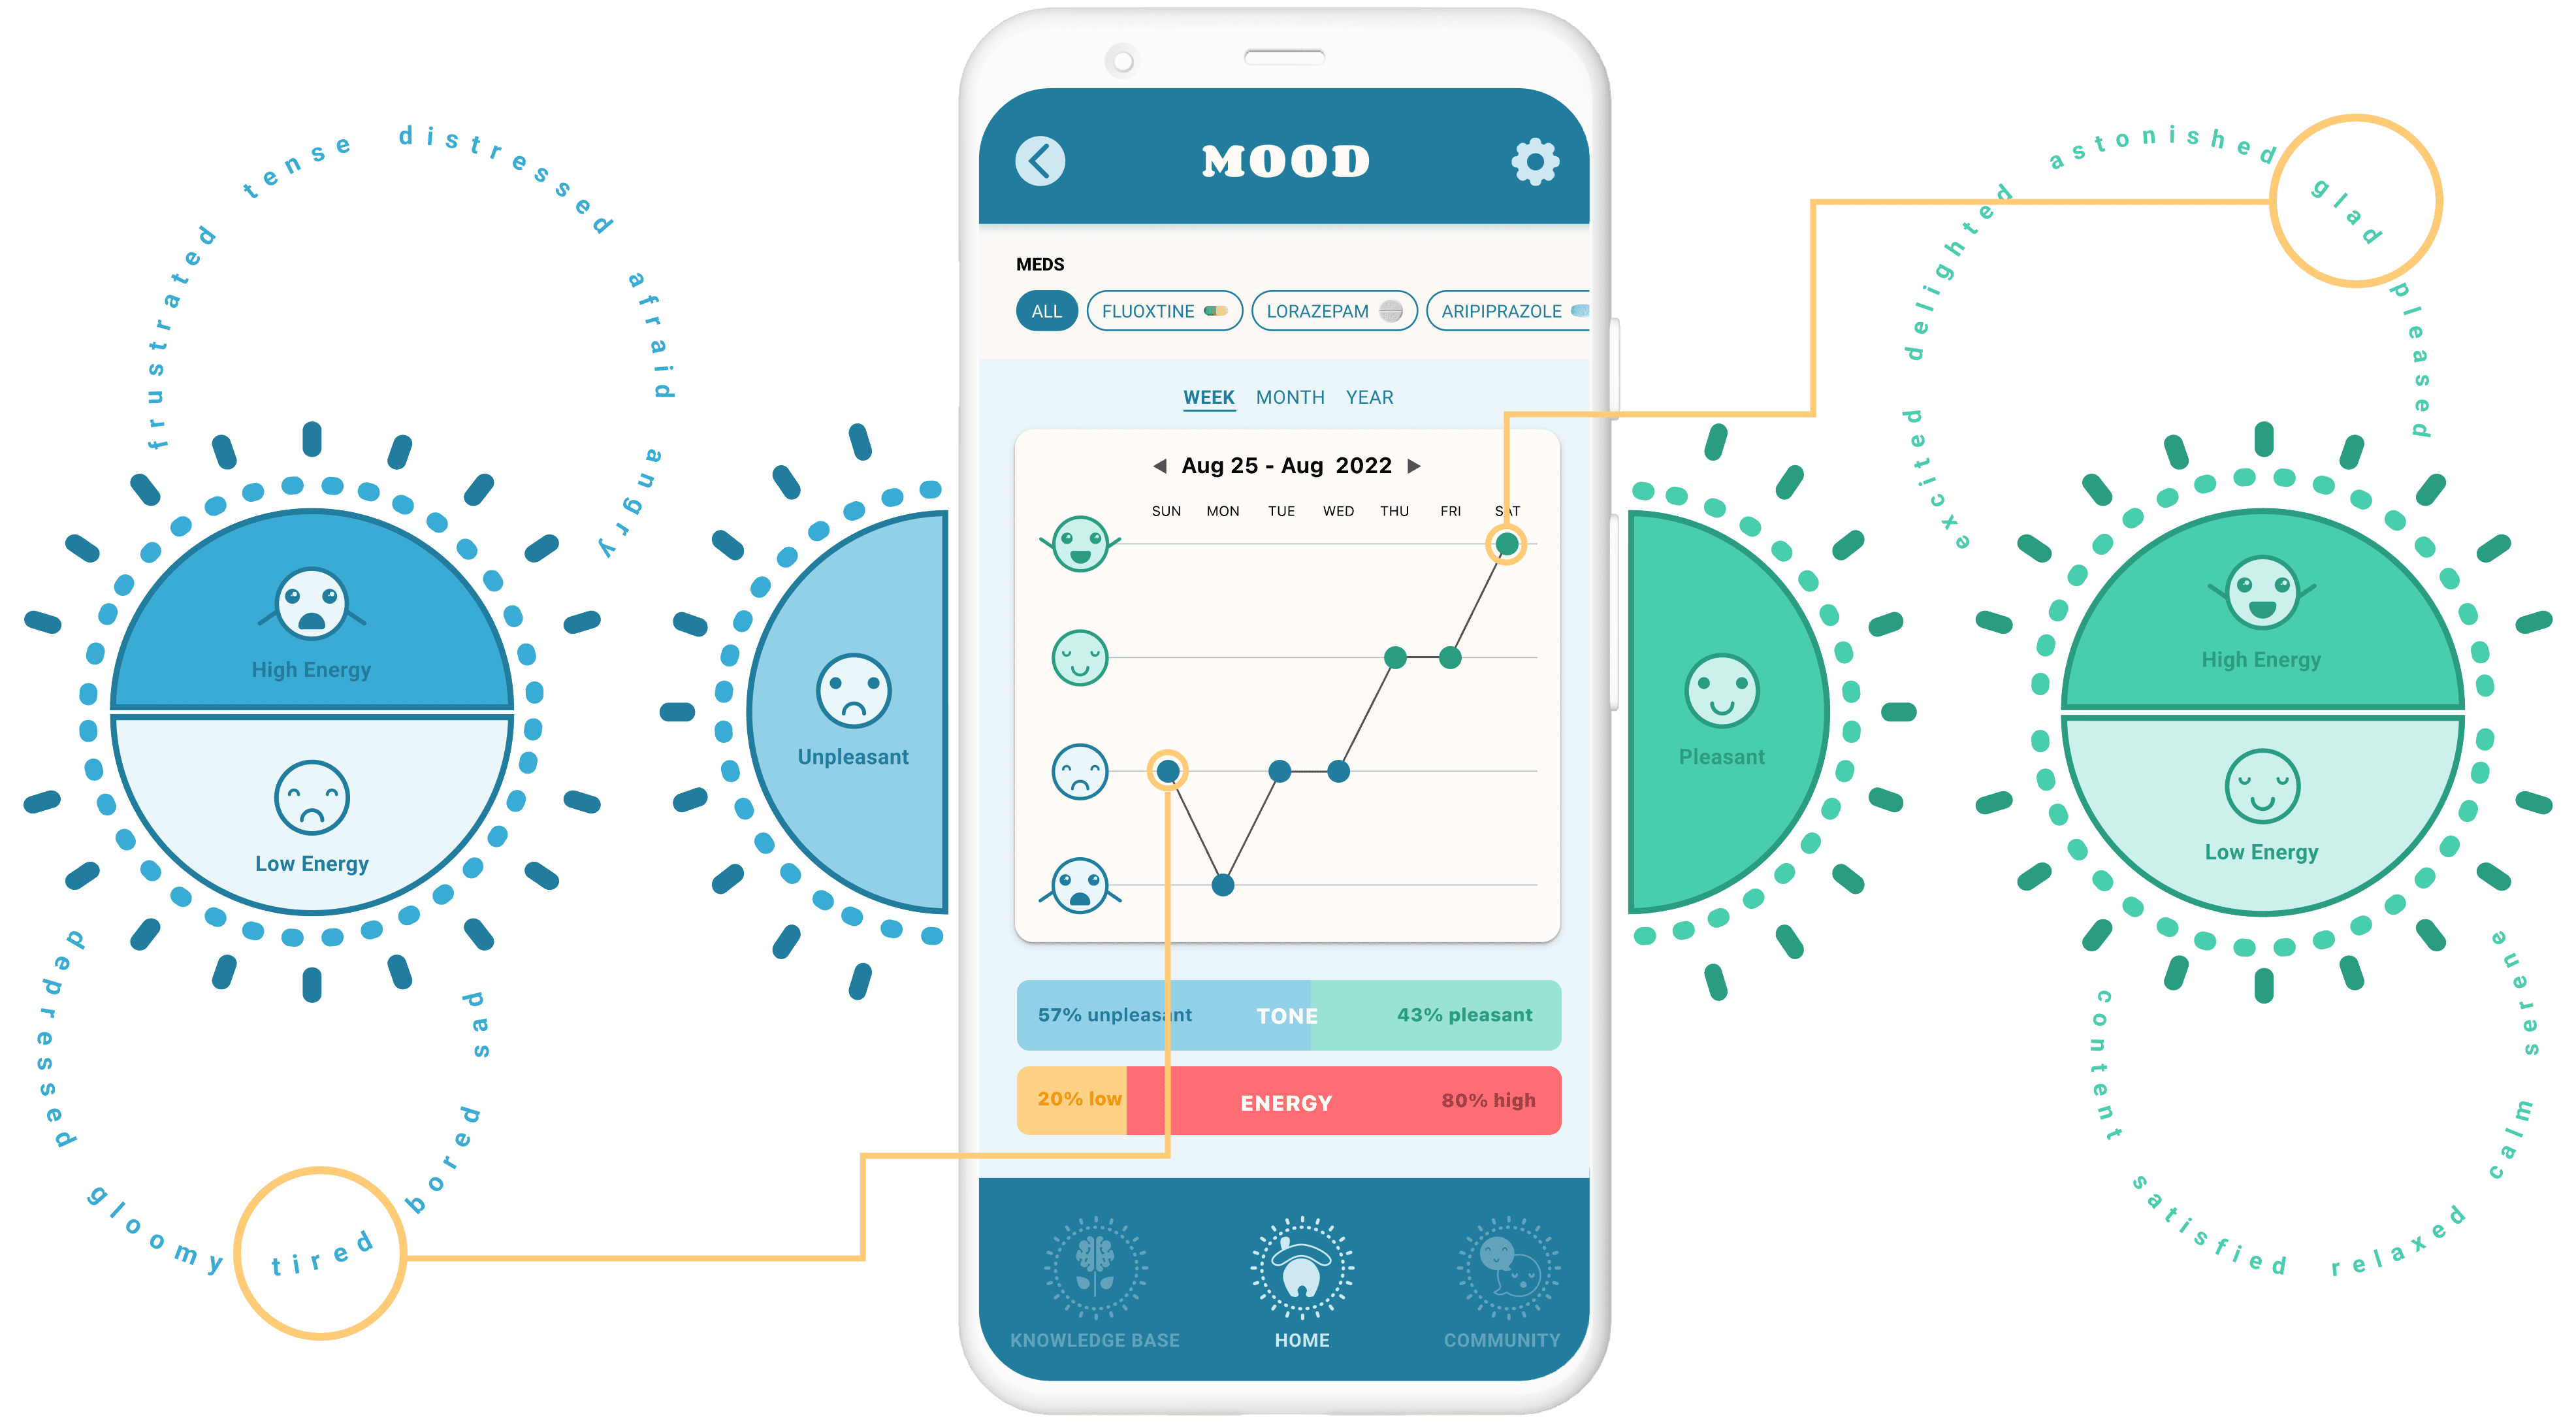 frustrated tense distressed afraid angry
High Energy
Low Energy
depressed gloomy tired bored sad
Unpleasant
MOOD
MEDS
ALL FLUOXTINE LORAZEPAM ARIPIPRAZOLE
WEEK MONTH YEAR
Aug 25 - Aug 2022
SUN MON TUE WED THU FRI SAT
57% unpleasant TONE 43% pleasant
20% low ENERGY 80% high
KNOWLEDGE BASE HOME COMMUNITY
Pleasant
excited delighted astonished glad pleased
High Energy
Low Energy
content satisfied relaxed calm serene